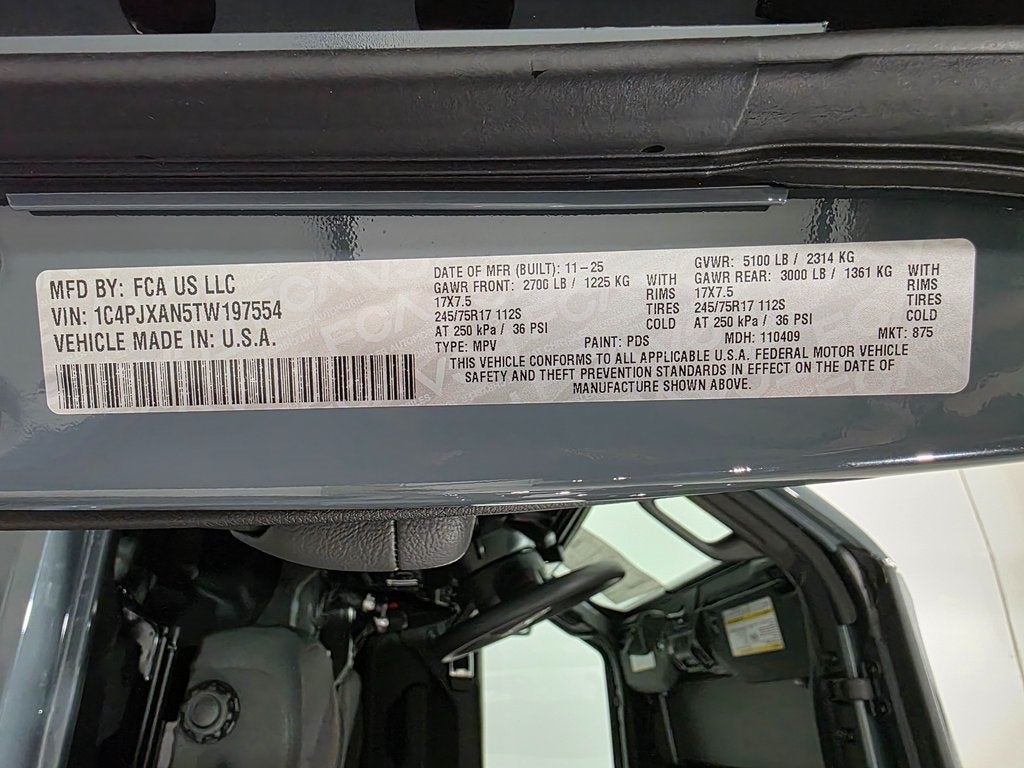 MFD BY: FCA US LLC
VIN: 1C4PJXAN5TW197554
VEHICLE MADE IN: U.S.A.
DATE OF MFR (BUILT): 11-25
GAWR FRONT: 2700 LB / 1225 KG
17X7.5
245/75R17 112S
AT 250 kPa / 36 PSI
WITH
RIMS
TIRES
COLD
GVWR: 5100 LB / 2314 KG
GAWR REAR: 3000 LB / 1361 KG
17X7.5
245/75R17 112S
AT 250 kPa / 36 PSI
WITH
RIMS
TIRES
COLD
TYPE: MPV PAINT: PDS MDH: 110409 MKT: 875
THIS VEHICLE CONFORMS TO ALL APPLICABLE U.S.A. FEDERAL MOTOR VEHICLE
SAFETY AND THEFT PREVENTION STANDARDS IN EFFECT ON THE DATE OF
MANUFACTURE SHOWN ABOVE.